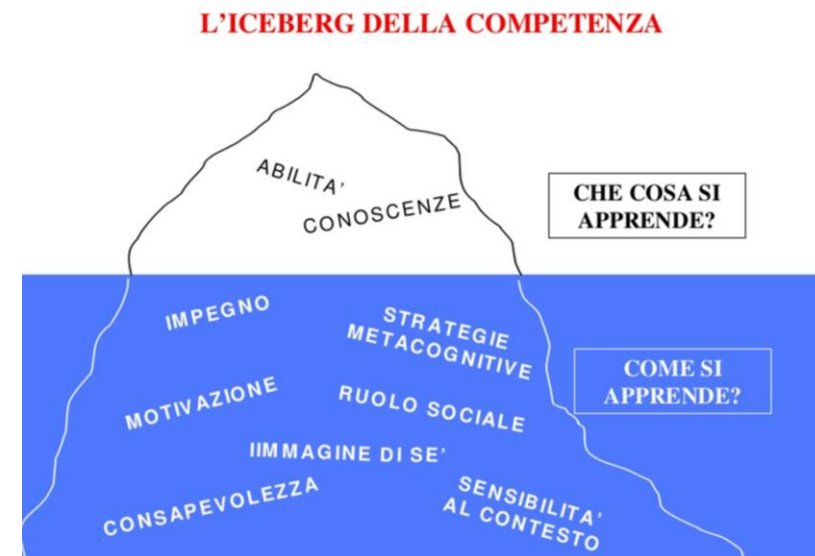 L'ICEBERG DELLA COMPETENZA
ABILITA'
CONOSCENZE
CHE COSA SI
APPRENDE?
IMPEGNO
STRATEGIE
METACOGNITIVE
COME SI
APPRENDE?
MOTIVAZIONE
RUOLO SOCIALE
IIMMAGINE DI SE'
CONSAPEVOLEZZA
SENSIBILITA'
AL CONTESTO